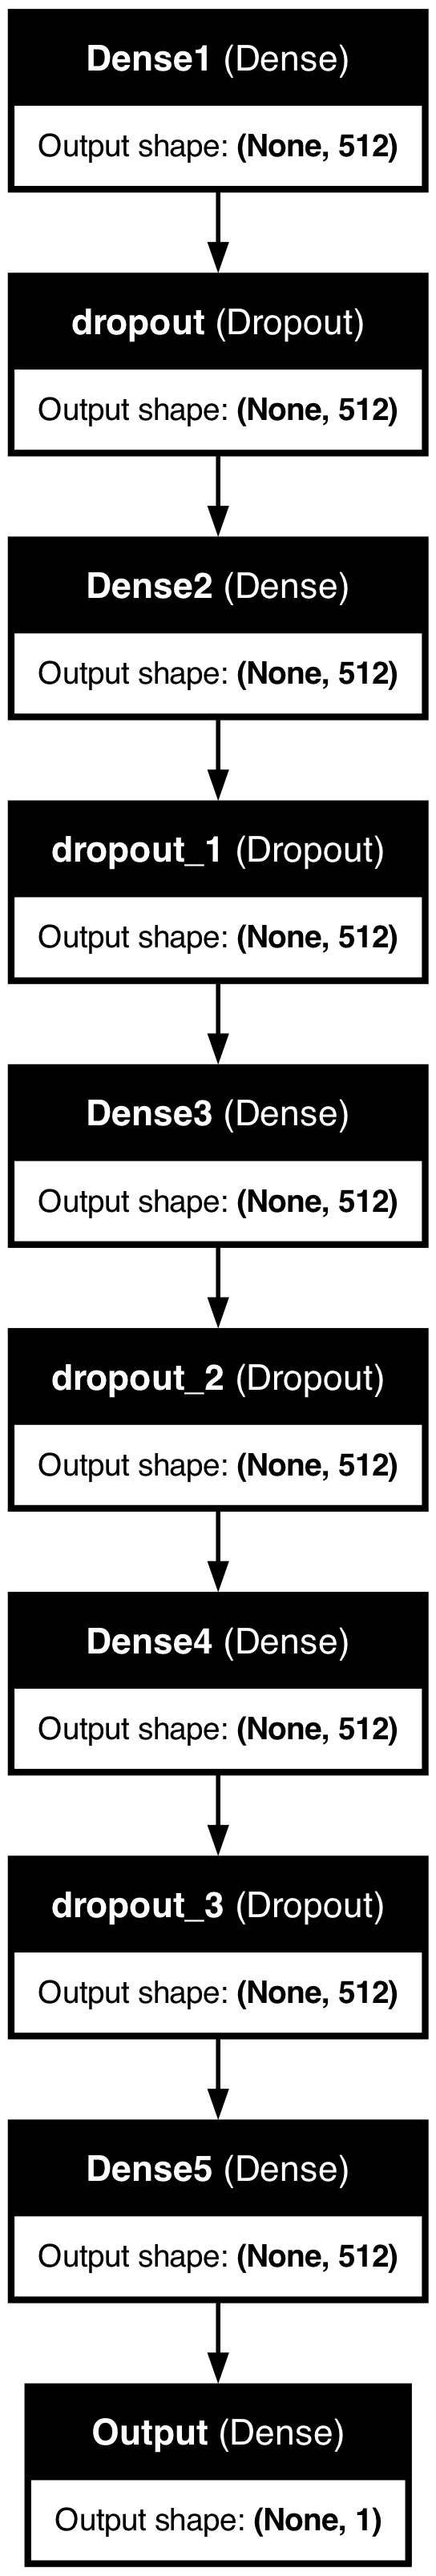 Dense1 (Dense)
Output shape: (None, 512)
dropout (Dropout)
Output shape: (None, 512)
Dense2 (Dense)
Output shape: (None, 512)
dropout_1 (Dropout)
Output shape: (None, 512)
Dense3 (Dense)
Output shape: (None, 512)
dropout_2 (Dropout)
Output shape: (None, 512)
Dense4 (Dense)
Output shape: (None, 512)
dropout_3 (Dropout)
Output shape: (None, 512)
Dense5 (Dense)
Output shape: (None, 512)
Output (Dense)
Output shape: (None, 1)